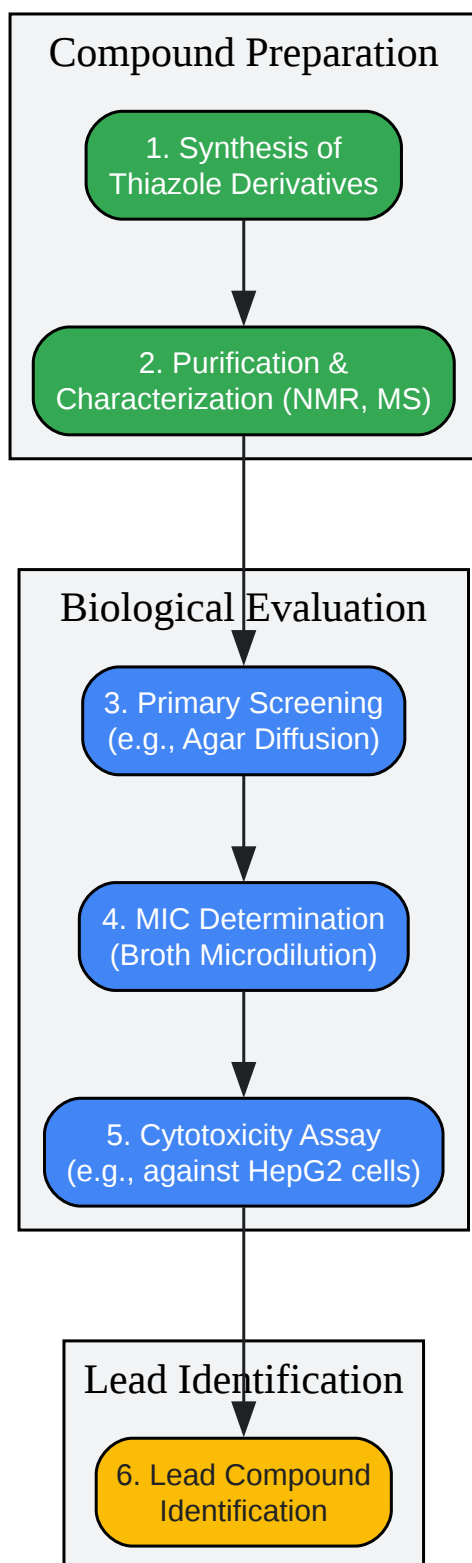 Compound Preparation
1. Synthesis of
Thiazole Derivatives
2. Purification &
Characterization (NMR, MS)
Biological Evaluation
3. Primary Screening
(e.g., Agar Diffusion)
4. MIC Determination
(Broth Microdilution)
5. Cytotoxicity Assay
(e.g., against HepG2 cells)
Lead Identification
6. Lead Compound
Identification